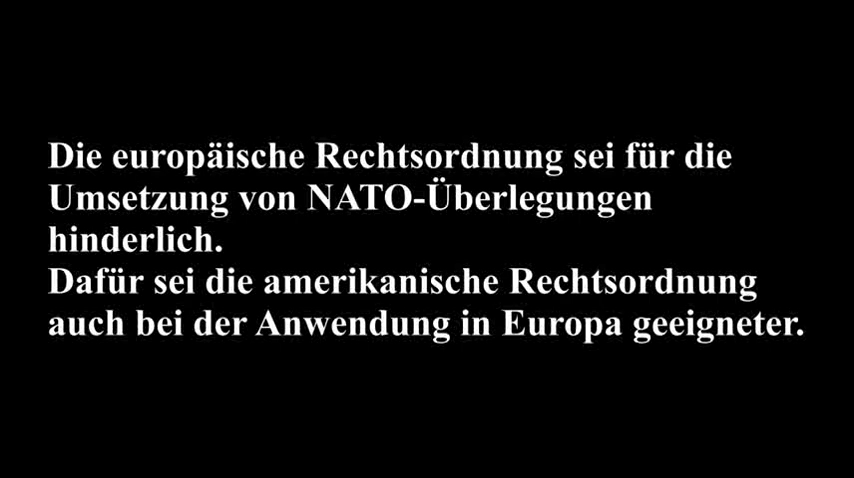 Die europäische Rechtsordnung sei für die
Umsetzung von NATO-Überlegungen
hinderlich.
Dafür sei die amerikanische Rechtsordnung
auch bei der Anwendung in Europa geeigneter.